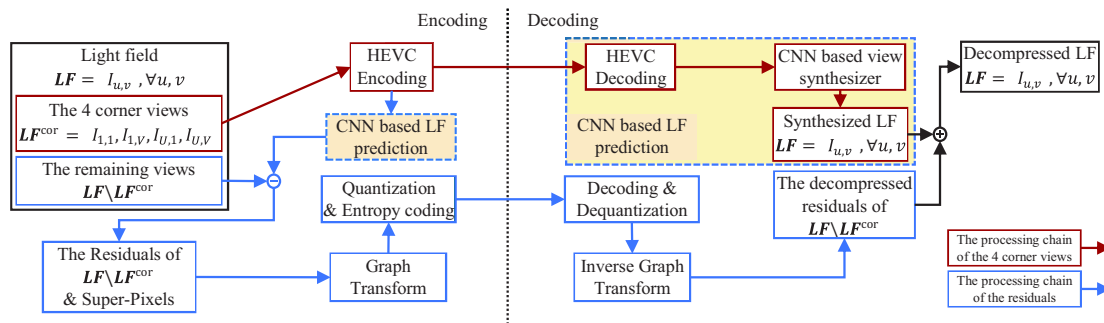 Encoding
Decoding
Light field
LF = I_{u,v} , ∀u, v
The 4 corner views
LF^{cor} = I_{1,1}, I_{1,V}, I_{U,1}, I_{U,V}
The remaining views
LF\LF^{cor}
HEVC
Encoding
CNN based LF
prediction
The Residuals of
LF\LF^{cor}
& Super-Pixels
Graph
Transform
Quantization
& Entropy coding
HEVC
Decoding
CNN based LF
prediction
CNN based view
synthesizer
Synthesized LF
LF = I_{u,v} , ∀u, v
Decoding &
Dequantization
Inverse Graph
Transform
The decompressed
residuals of
LF\LF^{cor}
Decompressed LF
LF = I_{u,v} , ∀u, v
The processing chain
of the 4 corner views
The processing chain
of the residuals